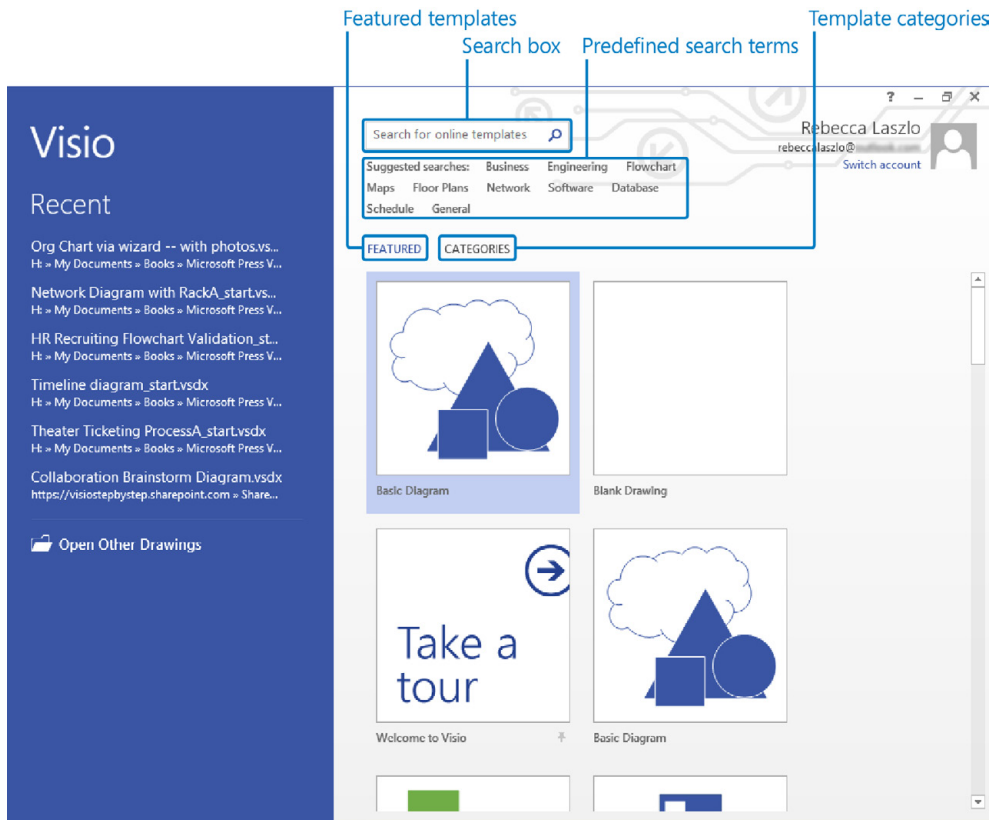 Featured templates
Template categories
Search box
Predefined search terms
Visio
Recent
Org Chart via wizard -- with photos.vs...
H: » My Documents » Books » Microsoft Press V...
Network Diagram with RackA_start.vs...
H: » My Documents » Books » Microsoft Press V...
HR Recruiting Flowchart Validation_st...
H: » My Documents » Books » Microsoft Press V...
Timeline diagram_start.vsdx
H: » My Documents » Books » Microsoft Press V...
Theater Ticketing ProcessA_start.vsdx
H: » My Documents » Books » Microsoft Press V...
Collaboration Brainstorm Diagram.vsdx
https://visiostepbystep.sharepoint.com » Share...
Open Other Drawings
?
Rebecca Laszlo
rebeccalaszlo@
Switch account
Search for online templates
Suggested searches: Business Engineering Flowchart
Maps Floor Plans Network Software Database
Schedule General
FEATURED CATEGORIES
Basic Diagram
Blank Drawing
Take a
tour
Welcome to Visio
Basic Diagram